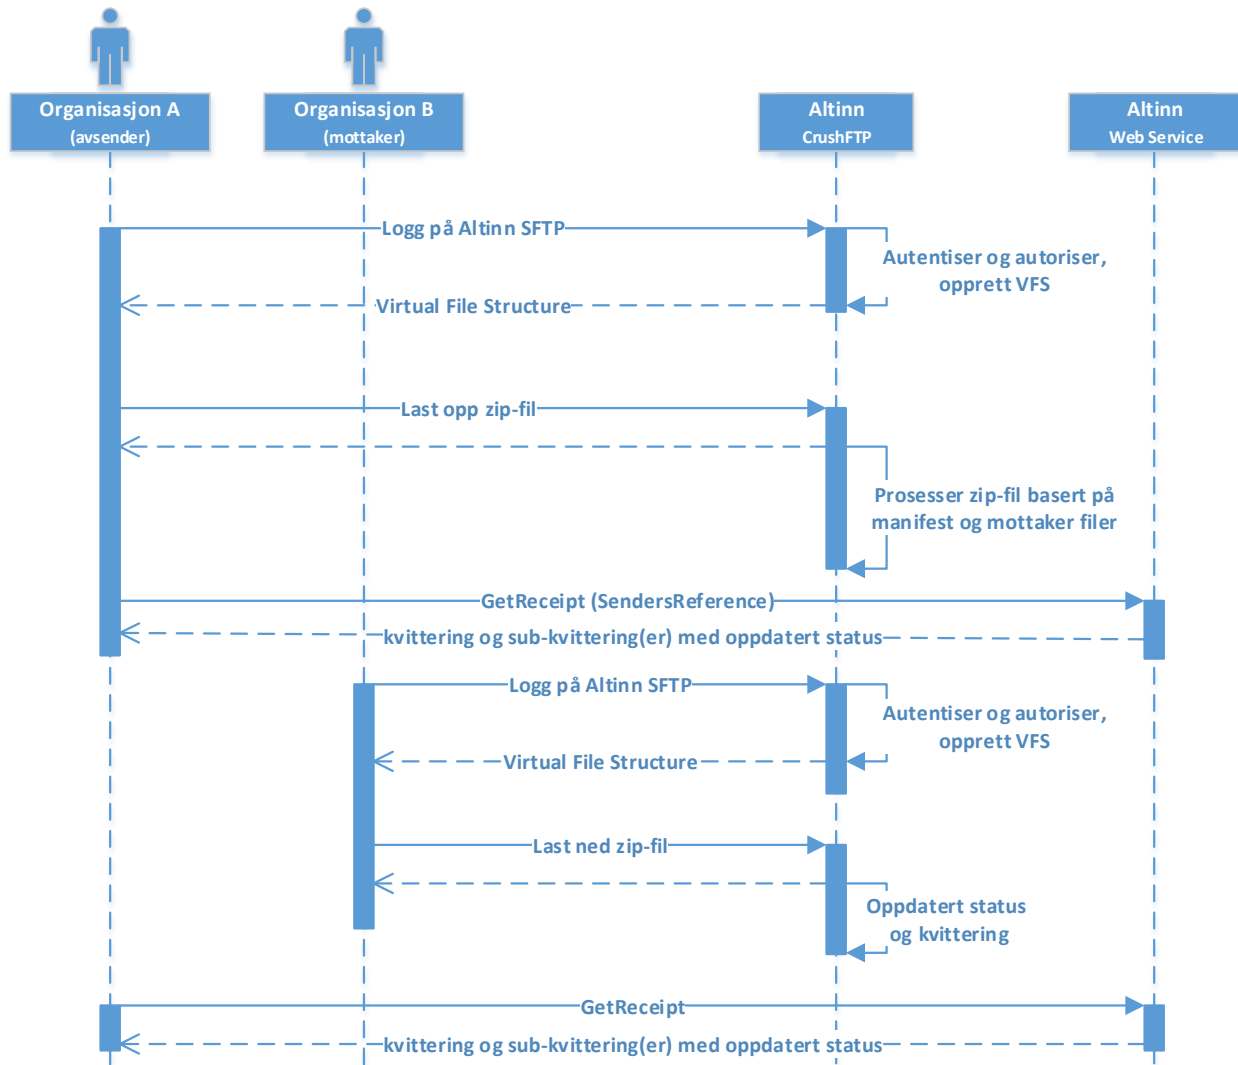 Organisasjon A
(avsender)
Organisasjon B
(mottaker)
Altinn
CrushFTP
Altinn
Web Service
Logg på Altinn SFTP
Autentiser og autoriser,
opprett VFS
Virtual File Structure
Last opp zip-fil
Prosesser zip-fil basert på
manifest og mottaker filer
GetReceipt (SendersReference)
kvittering og sub-kvittering(er) med oppdatert status
Logg på Altinn SFTP
Autentiser og autoriser,
opprett VFS
Virtual File Structure
Last ned zip-fil
Oppdatert status
og kvittering
GetReceipt
kvittering og sub-kvittering(er) med oppdatert status